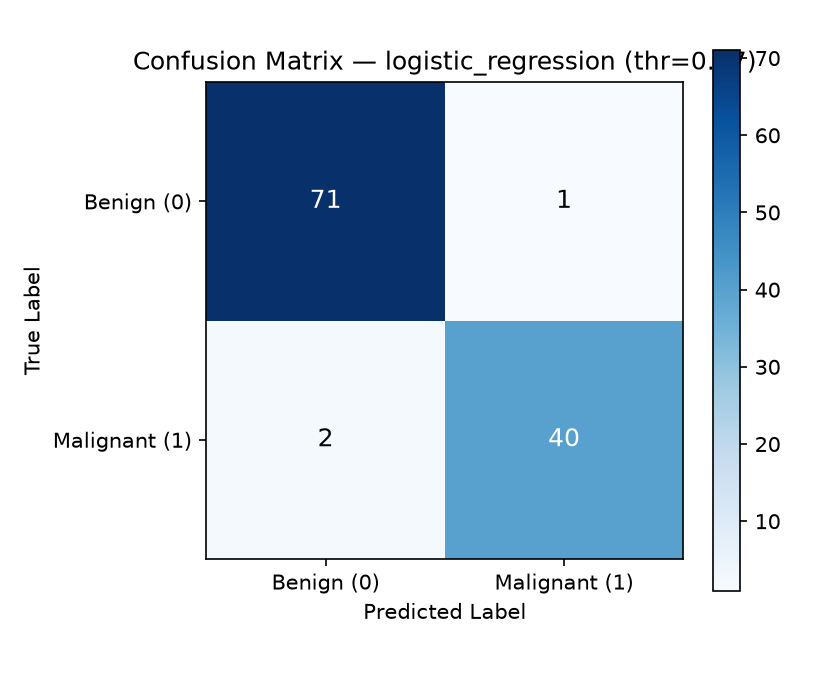 Confusion Matrix — logistic_regression (thr=0.
70
60
50
40
30
20
10
Benign (0)
71
1
True Label
Malignant (1)
2
40
Benign (0)
Malignant (1)
Predicted Label